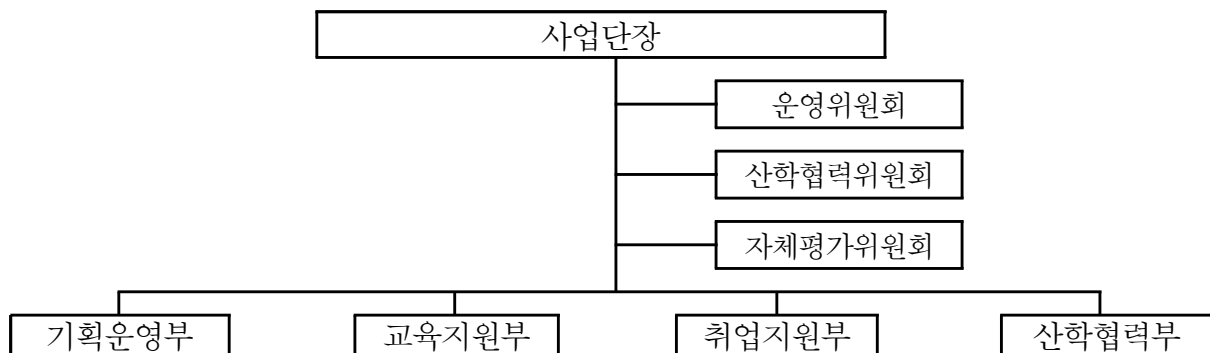 사업단장
운영위원회
산학협력위원회
자체평가위원회
기획운영부 교육지원부 취업지원부 산학협력부